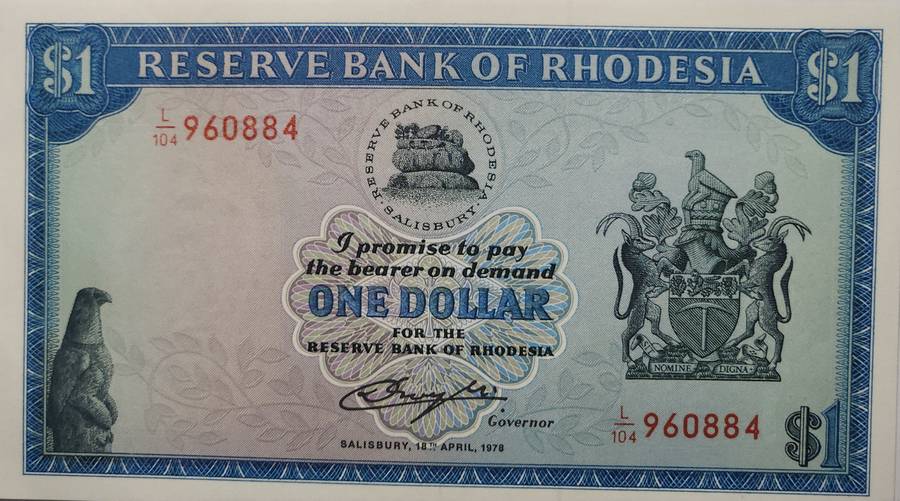 $1 RESERVE BANK OF RHODESIA $1
L/104 960884
RESERVE BANK OF RHODESIA
· SALISBURY ·
I promise to pay
the bearer on demand
ONE DOLLAR
FOR THE
RESERVE BANK OF RHODESIA
NOMINE DIGNA
Governor
L/104 960884
SALISBURY, 18TH APRIL, 1978
$1